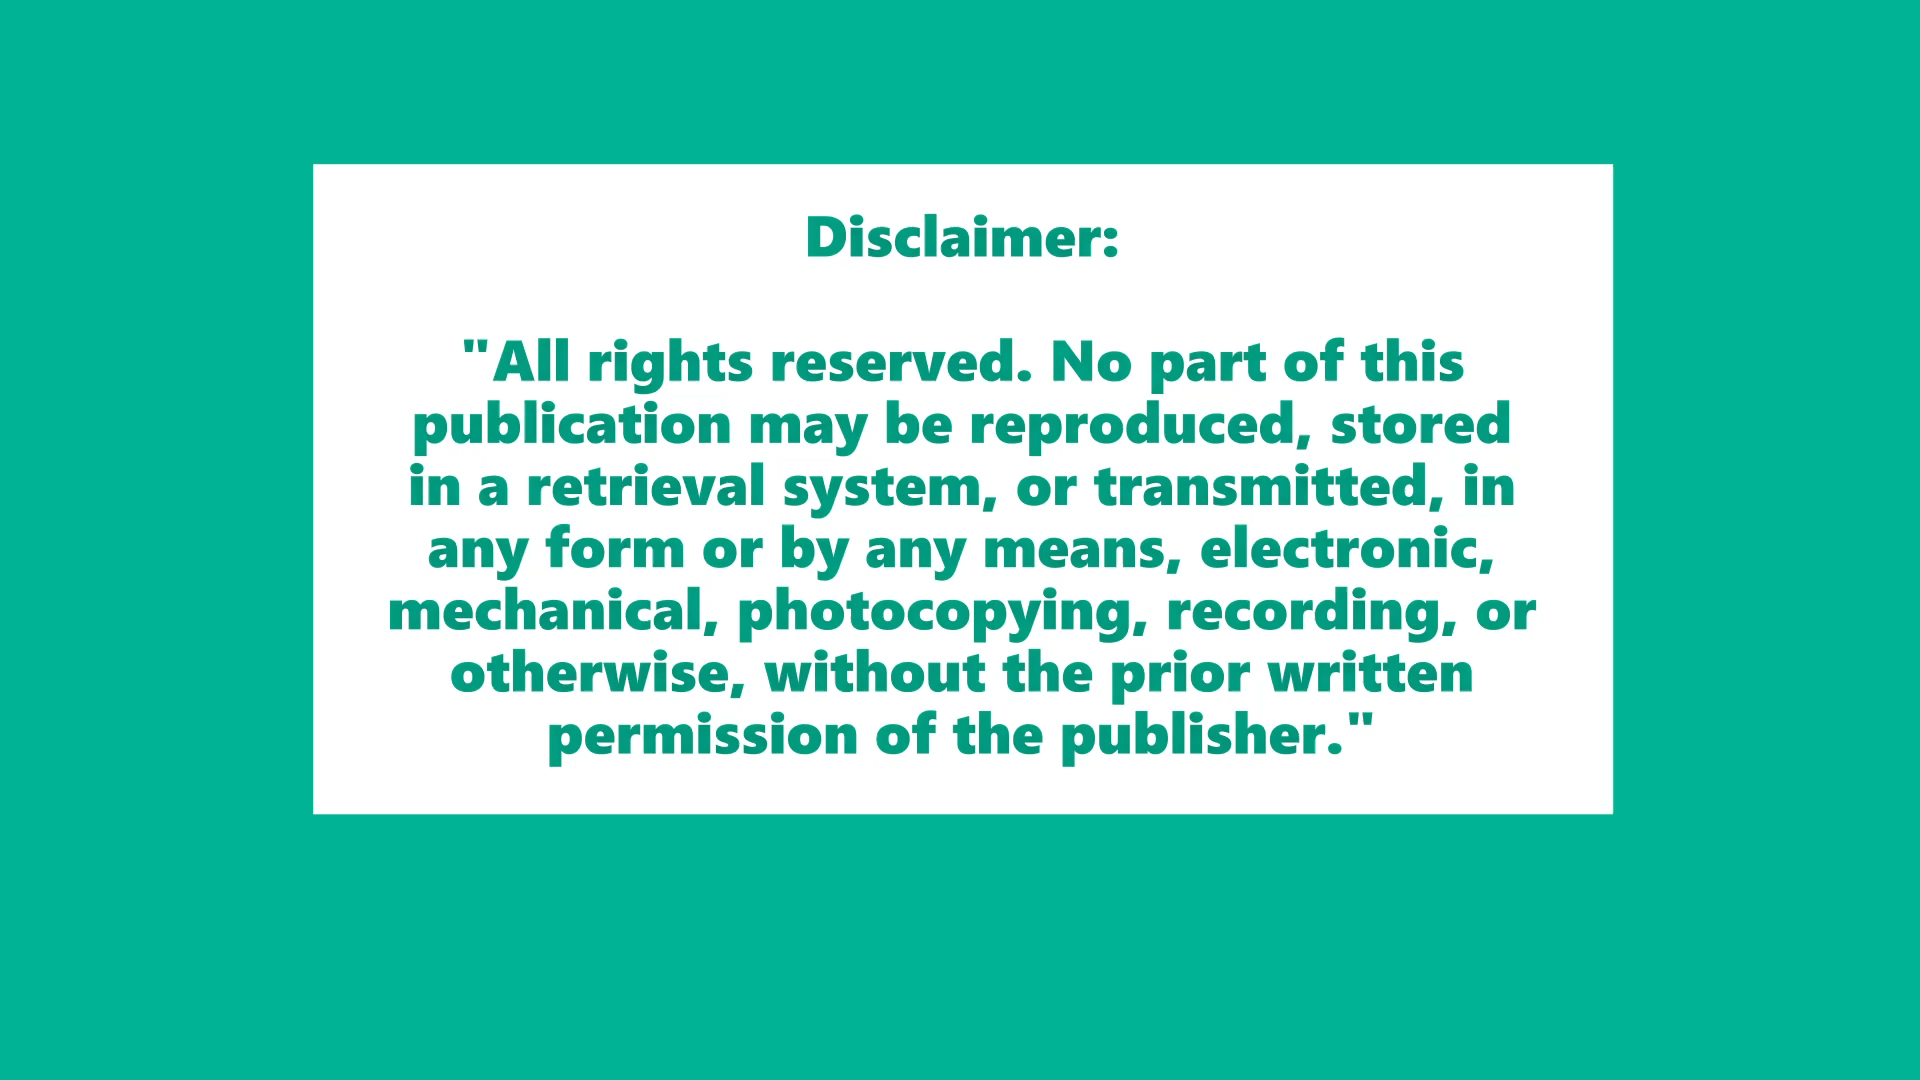 Disclaimer:
"All rights reserved. No part of this
publication may be reproduced, stored
in a retrieval system, or transmitted, in
any form or by any means, electronic,
mechanical, photocopying, recording, or
otherwise, without the prior written
permission of the publisher."